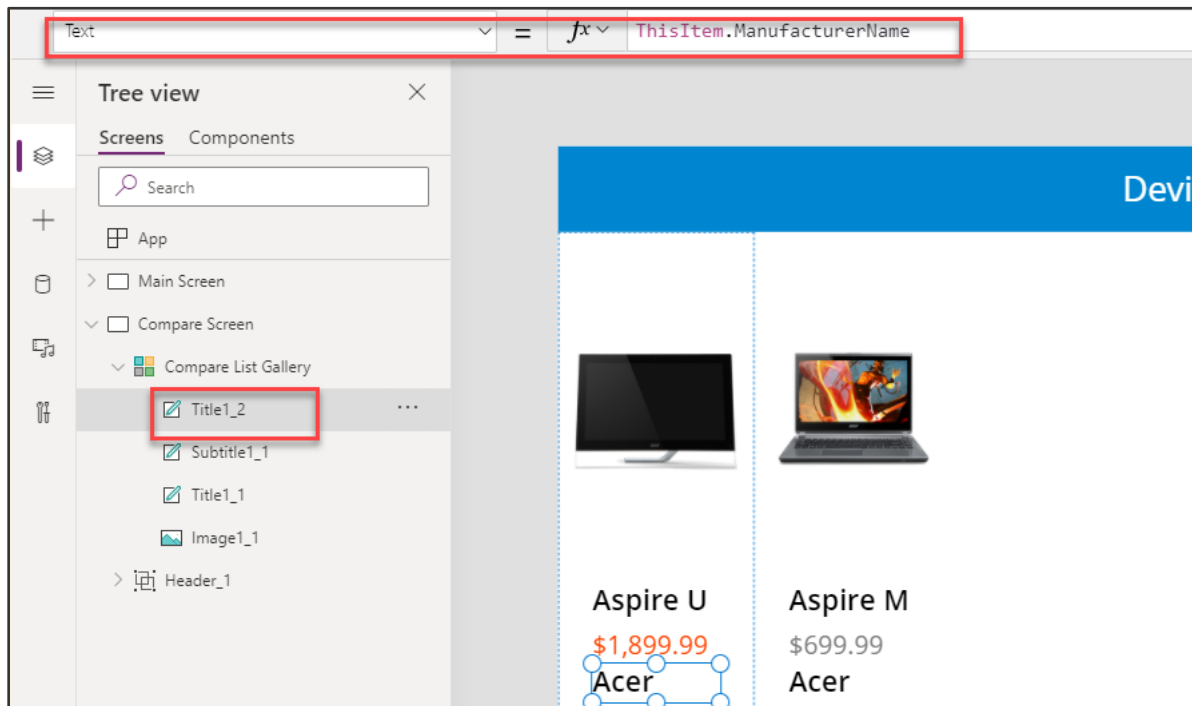 Text = fx ThisItem.ManufacturerName
Tree view
Screens Components
Search
App
Main Screen
Compare Screen
Compare List Gallery
Title1_2 ...
Subtitle1_1
Title1_1
Image1_1
Header_1
Devi
Aspire U Aspire M
$1,899.99 $699.99
Acer Acer